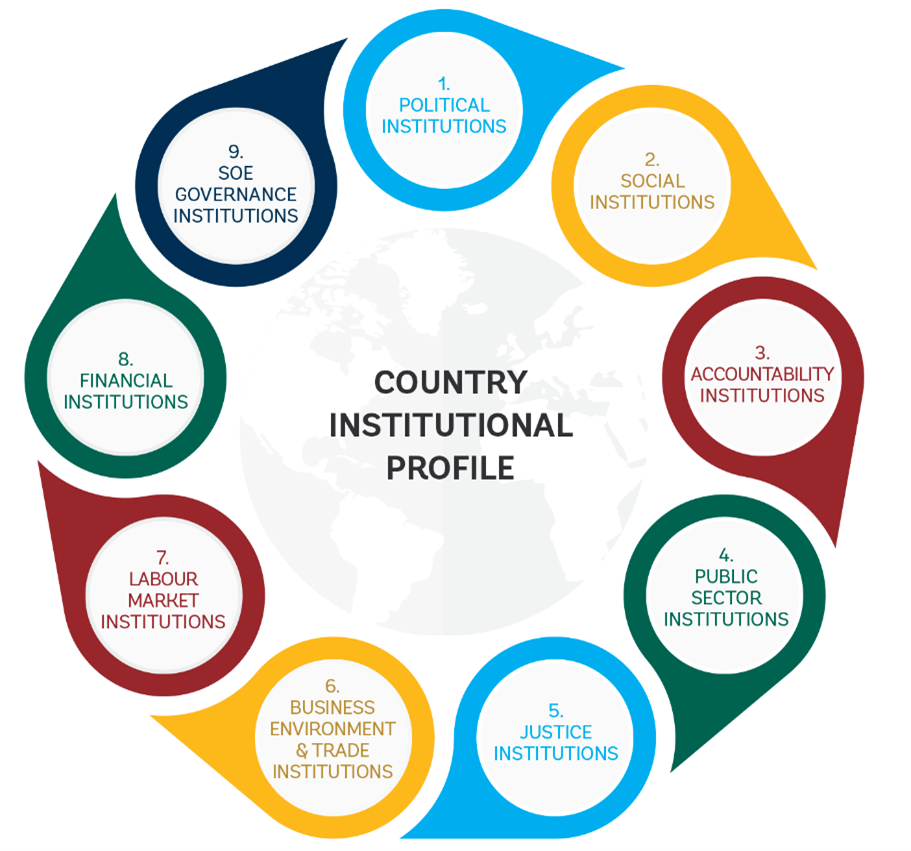 1.
POLITICAL
INSTITUTIONS
2.
SOCIAL
INSTITUTIONS
3.
ACCOUNTABILITY
INSTITUTIONS
4.
PUBLIC
SECTOR
INSTITUTIONS
5.
JUSTICE
INSTITUTIONS
6.
BUSINESS
ENVIRONMENT
& TRADE
INSTITUTIONS
7.
LABOUR
MARKET
INSTITUTIONS
8.
FINANCIAL
INSTITUTIONS
9.
SOE
GOVERNANCE
INSTITUTIONS
COUNTRY
INSTITUTIONAL
PROFILE